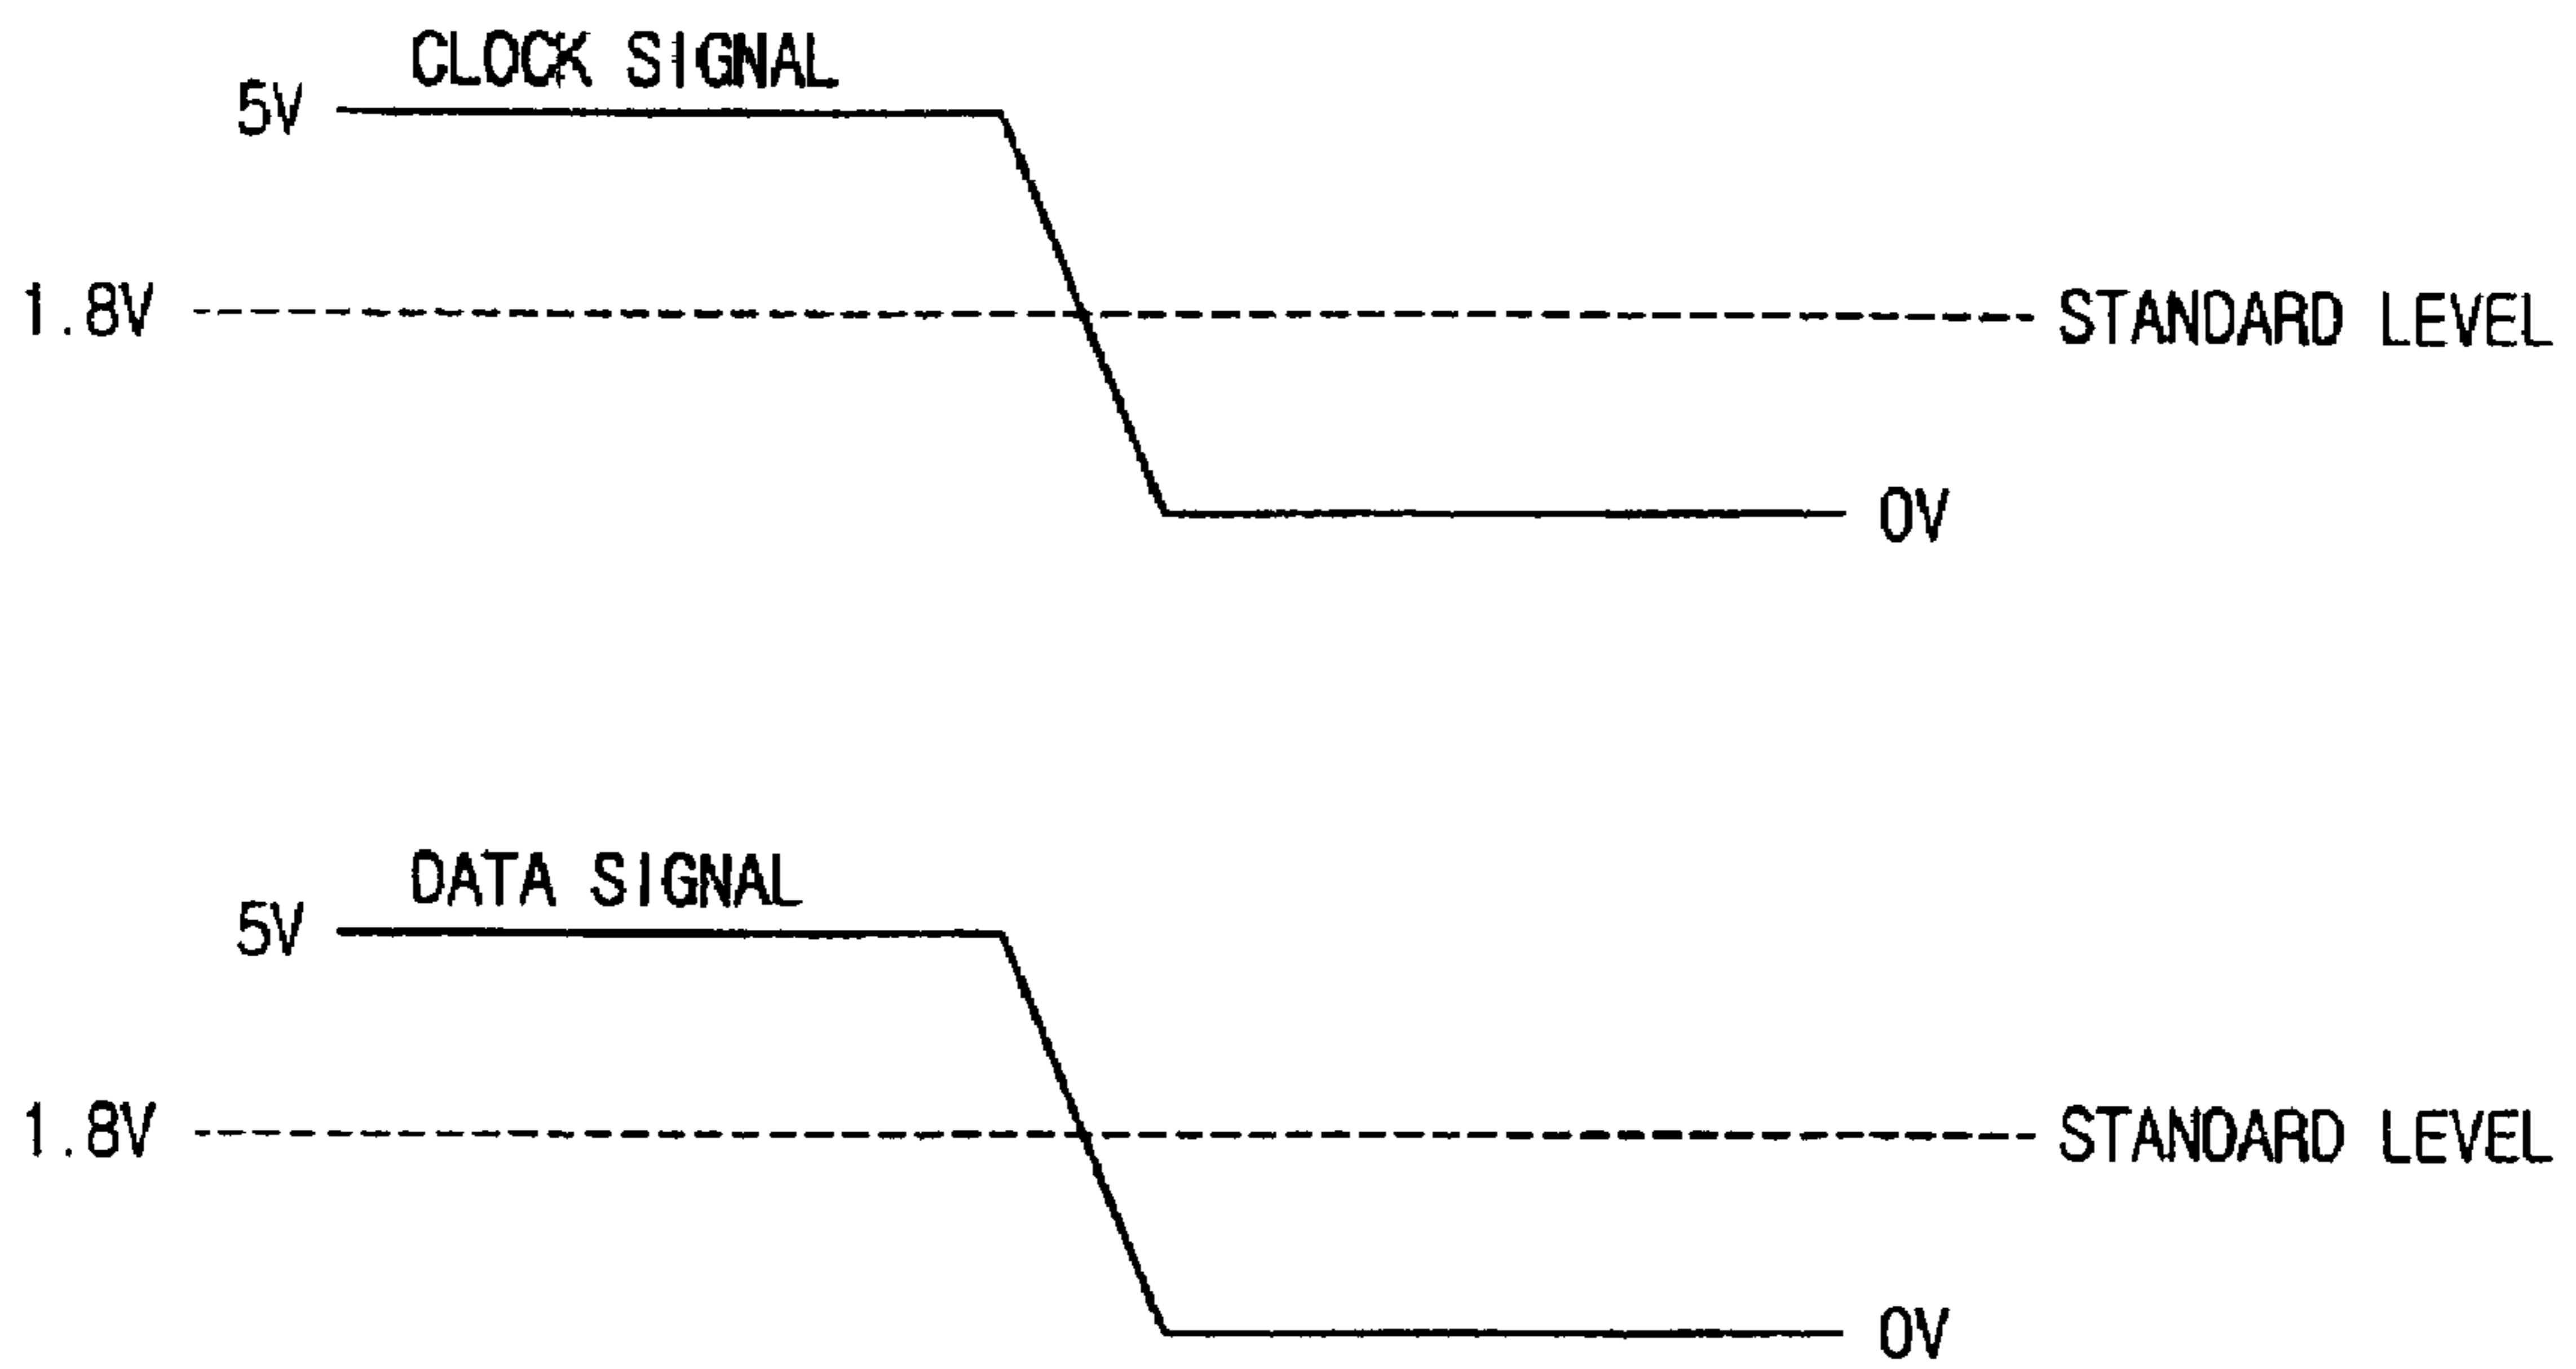 CLOCK SIGNAL
5V
1.8V
STANDARD LEVEL
0V
DATA SIGNAL
5V
1.8V
STANDARD LEVEL
0V